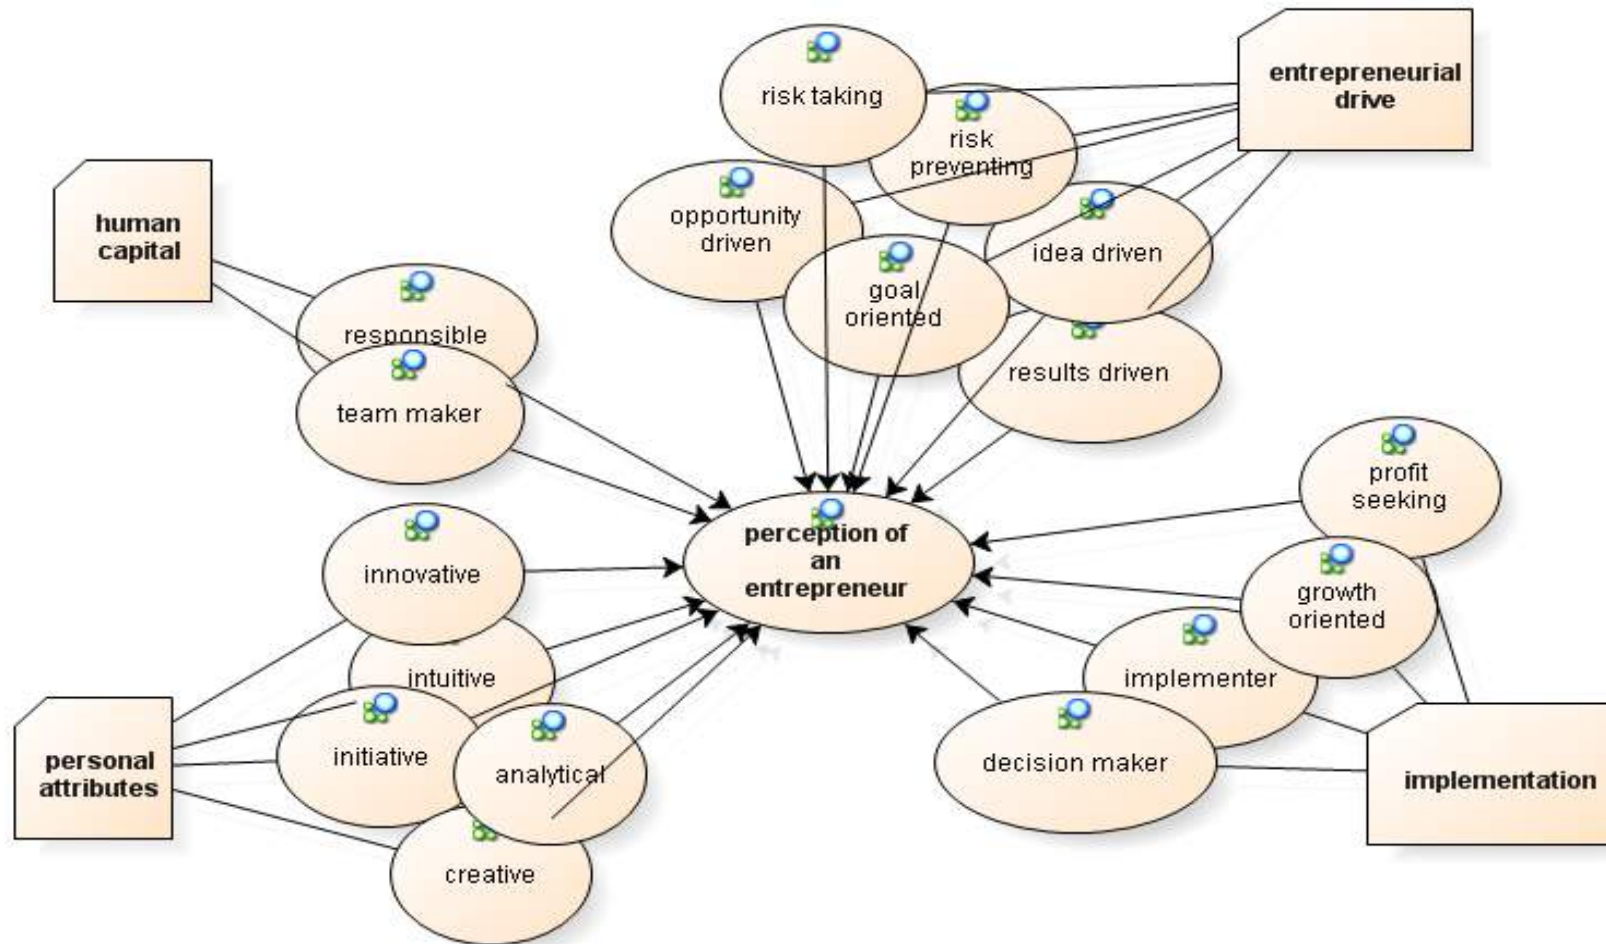 risk taking
entrepreneurial
drive
risk
preventing
human
capital
opportunity
driven
idea driven
goal
oriented
responsible
results driven
team maker
profit
seeking
perception of
an
entrepreneur
innovative
growth
oriented
intuitive
implementer
initiative
analytical
decision maker
personal
attributes
implementation
creative